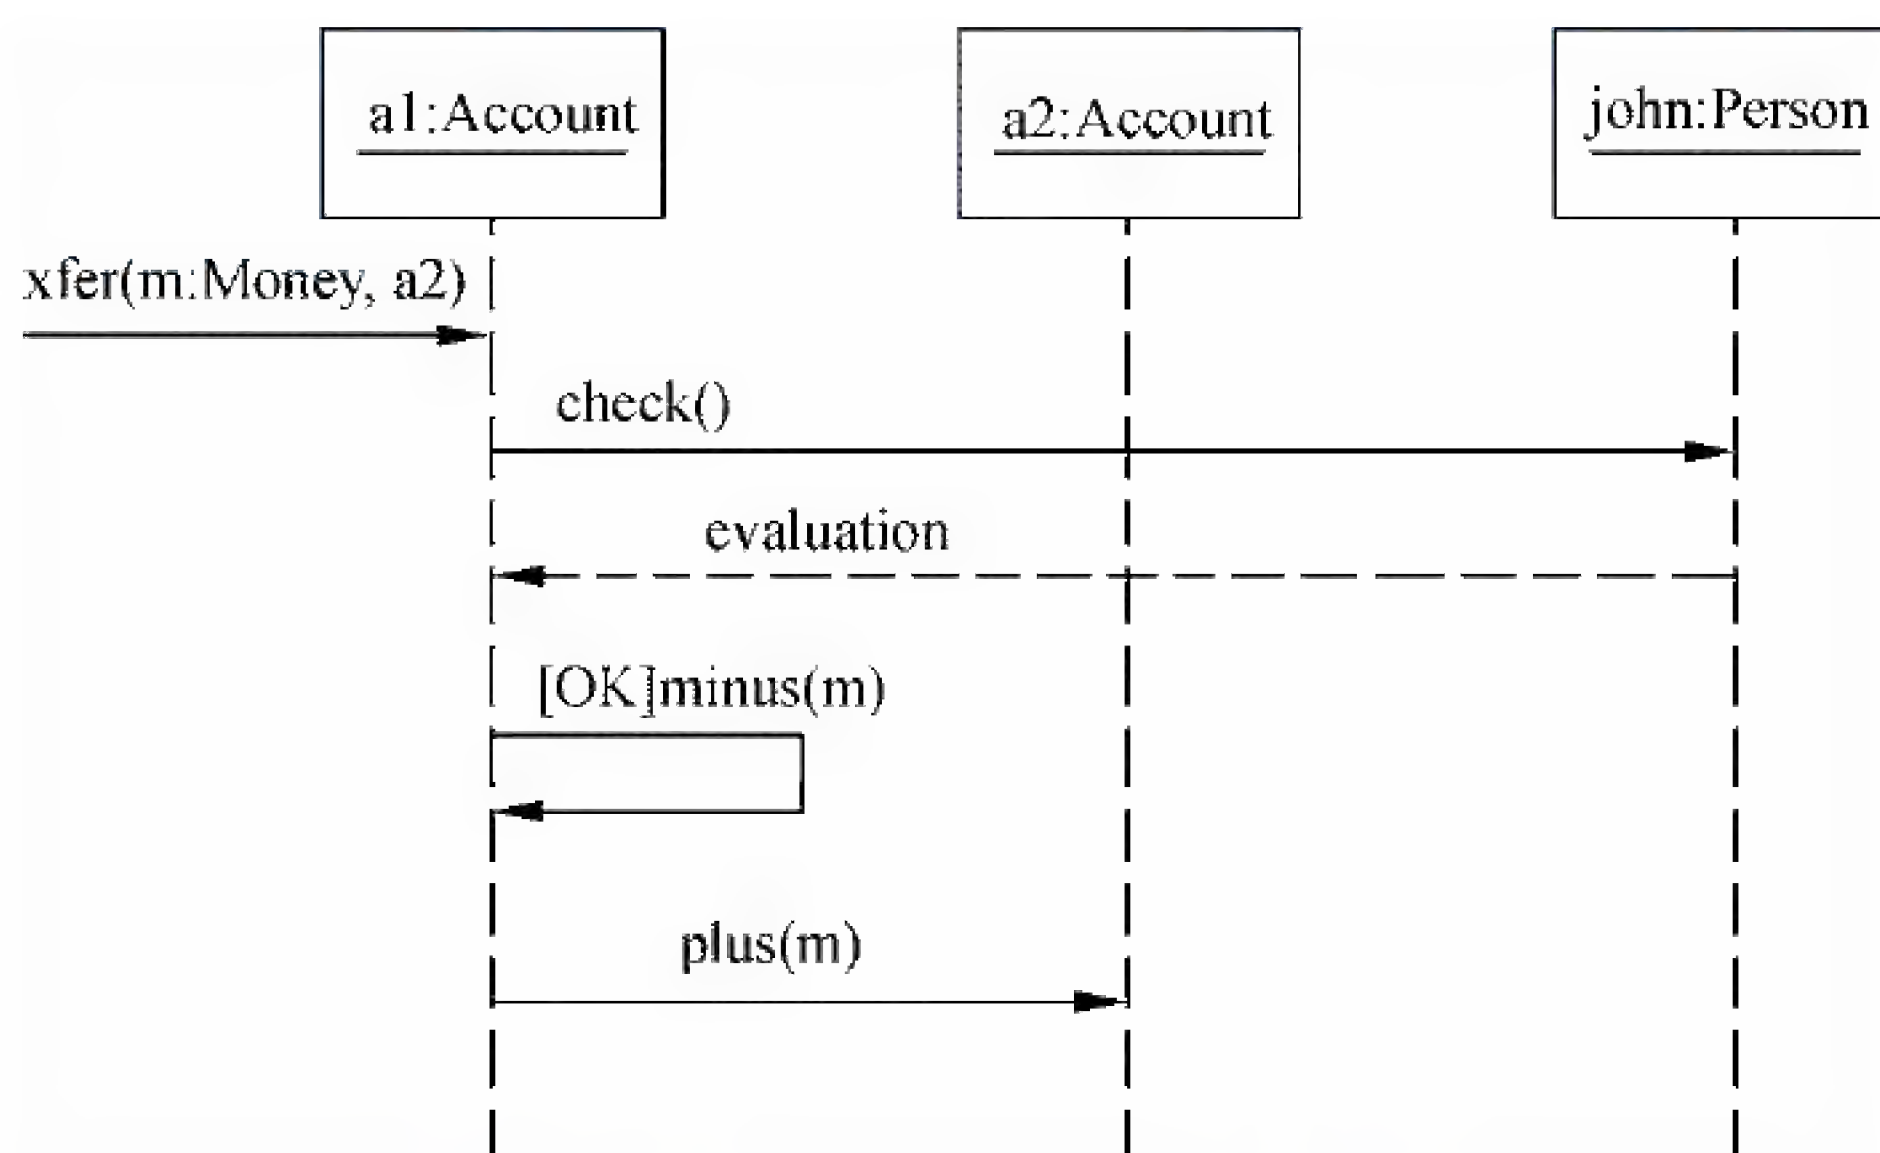 a1:Account
a2:Account
john:Person
xfer(m:Money, a2)
check()
evaluation
[OK]minus(m)
plus(m)